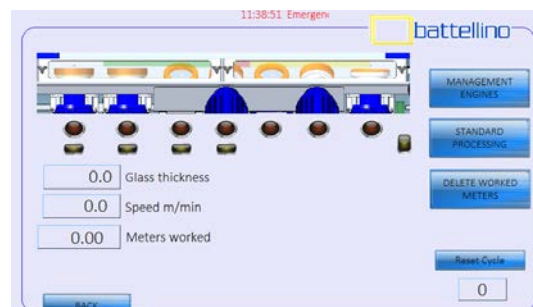 11:38:51 Emergen
battellino
MANAGEMENT
ENGINES
STANDARD
PROCESSING
DELETE WORKED
METERS
0.0 Glass thickness
0.0 Speed m/min
0.00 Meters worked
Reset Cycle
0
BACK